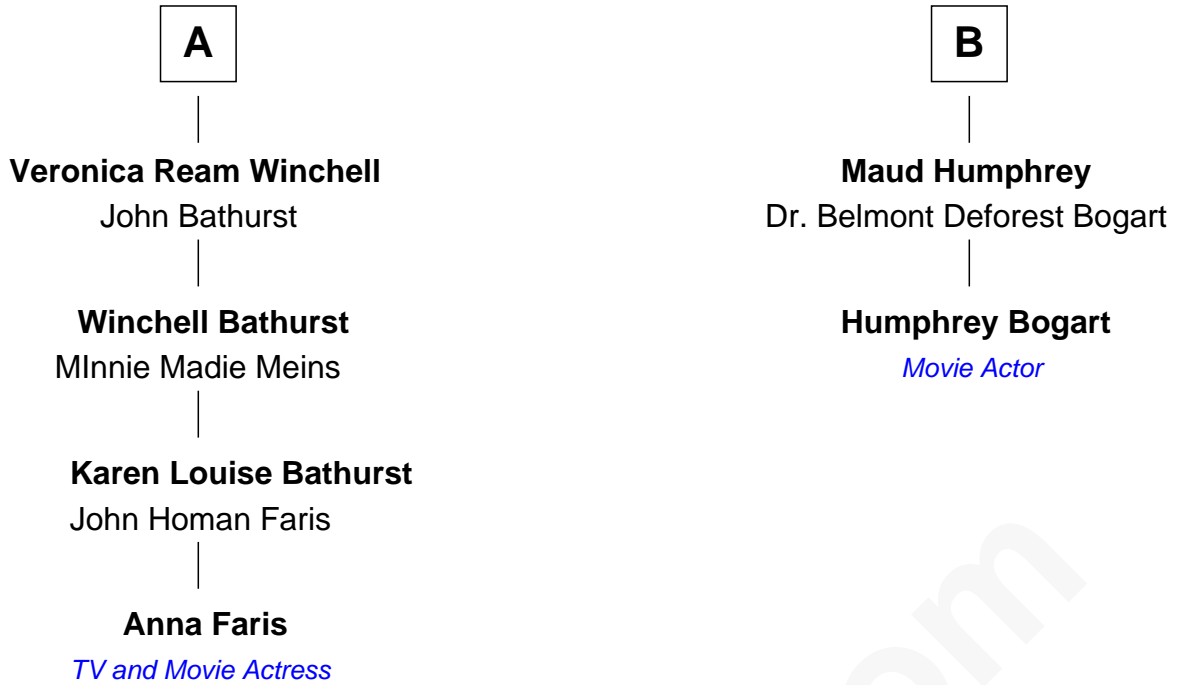 A
Veronica Ream Winchell
John Bathurst
Winchell Bathurst
MInnie Madie Meins
Karen Louise Bathurst
John Homan Faris
Anna Faris
TV and Movie Actress
B
Maud Humphrey
Dr. Belmont Deforest Bogart
Humphrey Bogart
Movie Actor
om